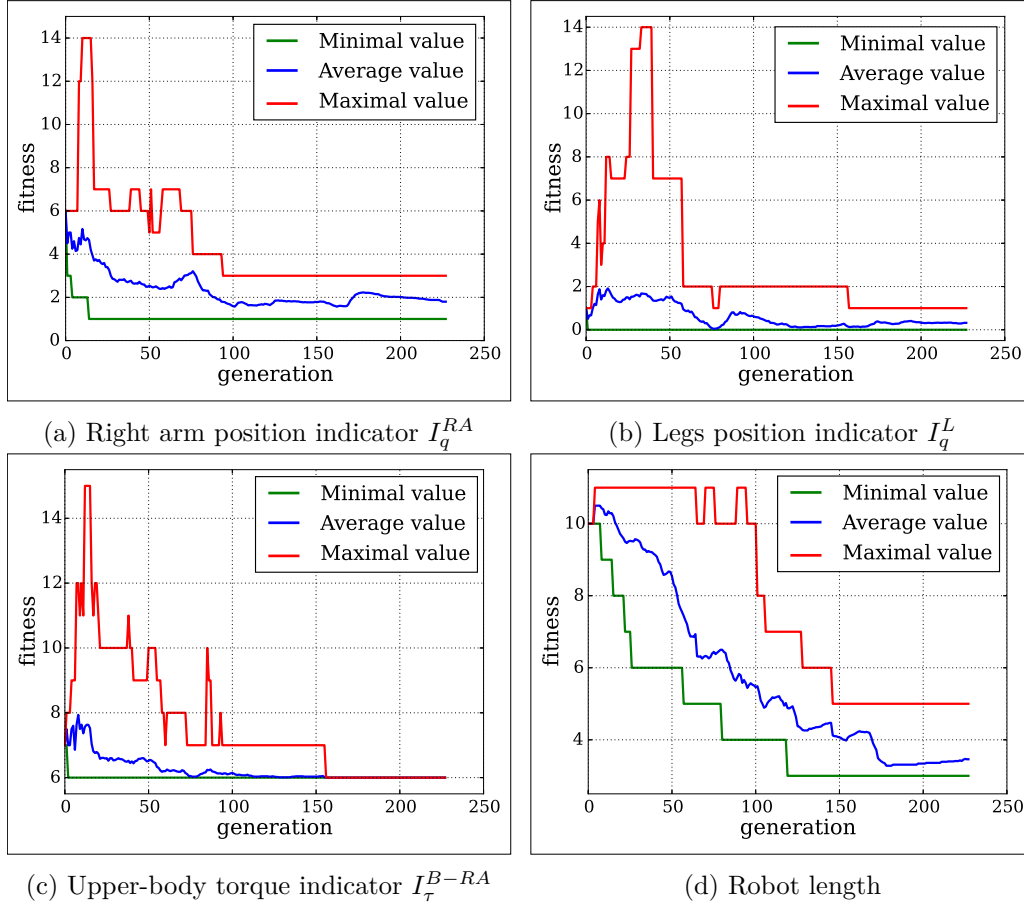 14
12
10
8
6
4
2
0
fitness
0 50 100 150 200 250
generation
Minimal value
Average value
Maximal value
(a) Right arm position indicator $I_q^{RA}$
14
12
10
8
6
4
2
0
fitness
0 50 100 150 200 250
generation
Minimal value
Average value
Maximal value
(b) Legs position indicator $I_q^{L}$
14
12
10
8
6
fitness
0 50 100 150 200 250
generation
Minimal value
Average value
Maximal value
(c) Upper-body torque indicator $I_\tau^{B-RA}$
10
8
6
4
fitness
0 50 100 150 200 250
generation
Minimal value
Average value
Maximal value
(d) Robot length